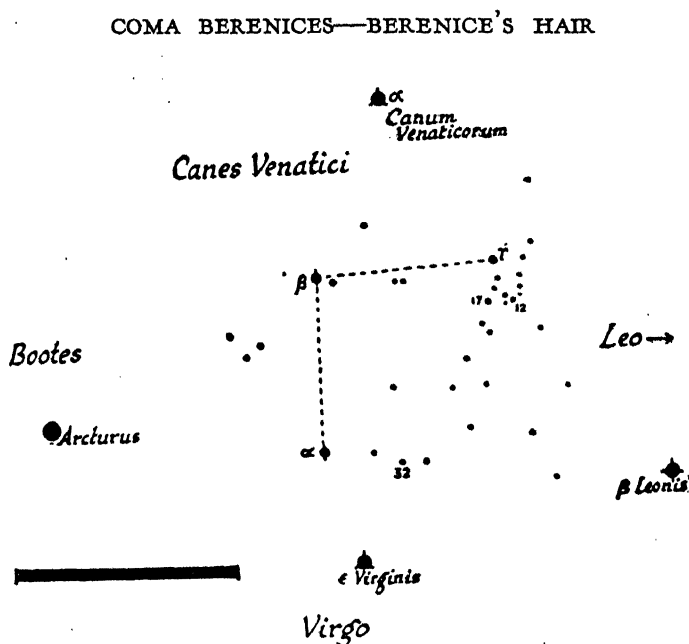 COMA BERENICES—BERENICE'S HAIR
α
Canum
Venaticorum
Canes Venatici
γ
β
17
12
Leo→
Bootes
Arcturus
α
32
β Leonis
ε Virginis
Virgo